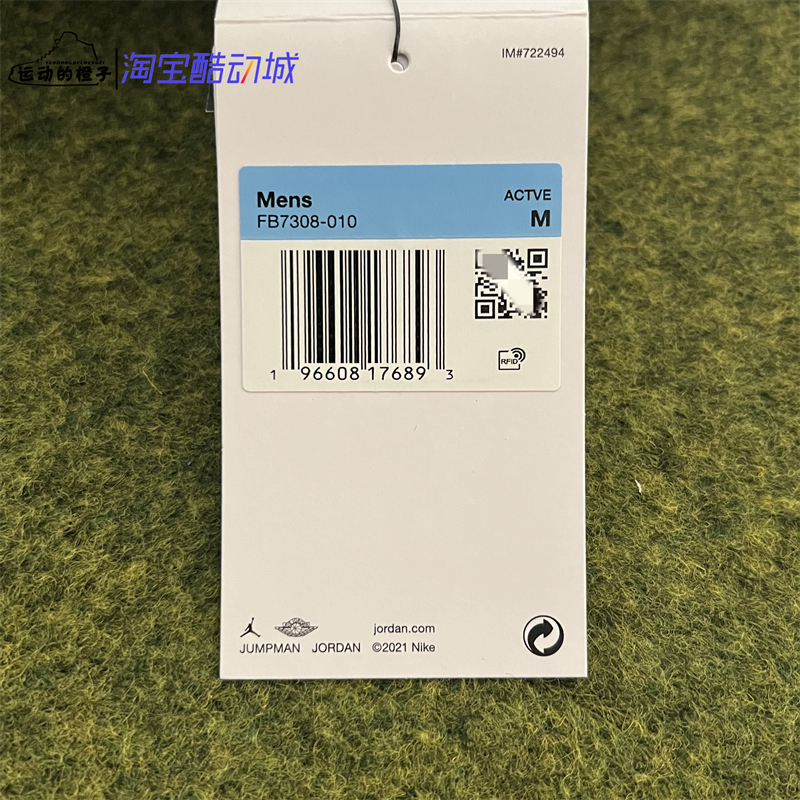 运动的橙子
淘宝酷动城
IM#722494
Mens
ACTVE
FB7308-010
M
1 96608 17689 3
RFID
jordan.com
JUMPMAN JORDAN ©2021 Nike